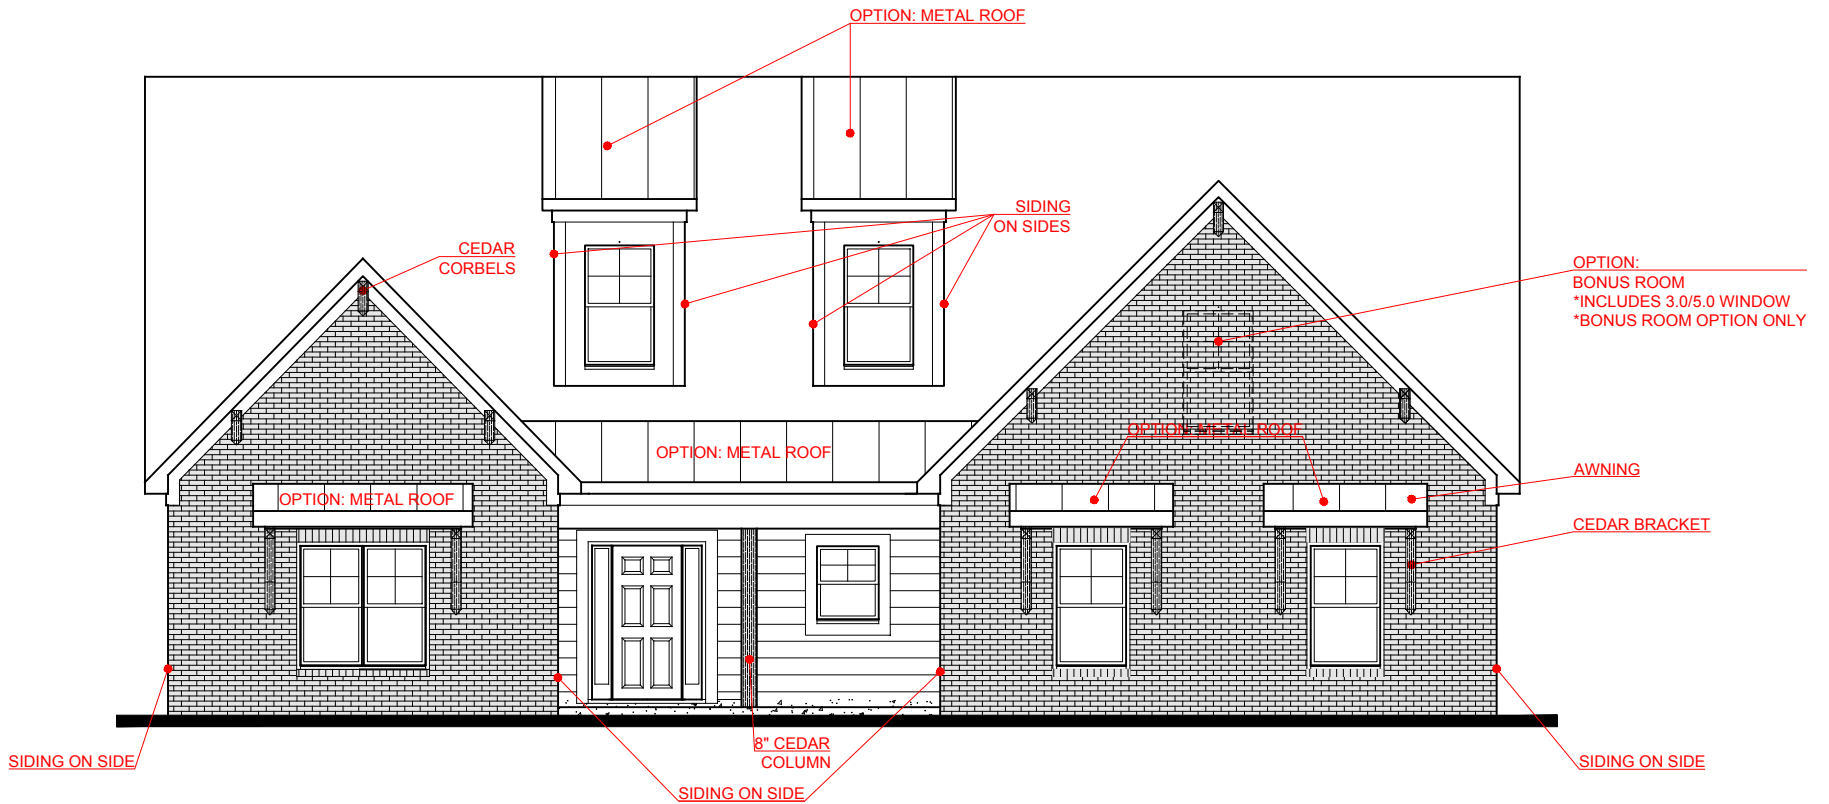 OPTION: METAL ROOF
SIDING
ON SIDES
CEDAR
CORBELS
OPTION:
BONUS ROOM
*INCLUDES 3.0/5.0 WINDOW
*BONUS ROOM OPTION ONLY
OPTION: METAL ROOF
OPTION: METAL ROOF
AWNING
OPTION: METAL ROOF
CEDAR BRACKET
8" CEDAR
COLUMN
SIDING ON SIDE
SIDING ON SIDE
SIDING ON SIDE